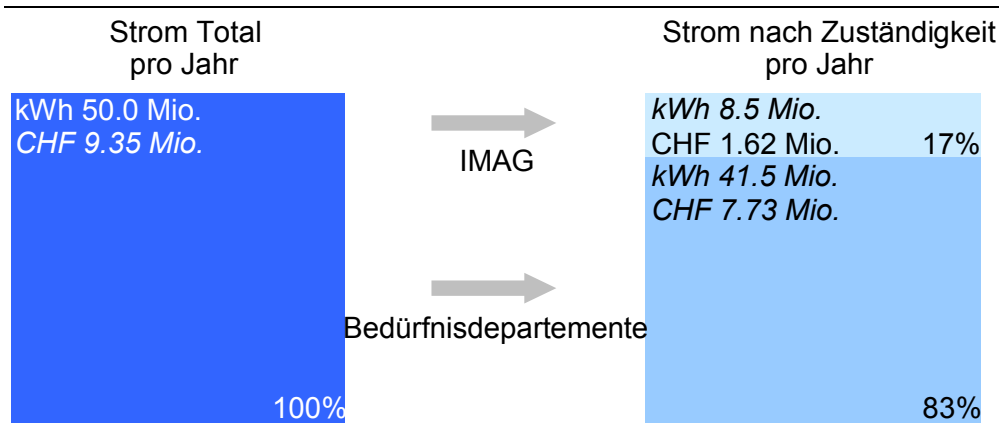 Strom Total
pro Jahr
Strom nach Zuständigkeit
pro Jahr
kWh 50.0 Mio.
CHF 9.35 Mio.
100%
IMAG
Bedürfnisdepartemente
kWh 8.5 Mio.
CHF 1.62 Mio. 17%
kWh 41.5 Mio.
CHF 7.73 Mio.
83%